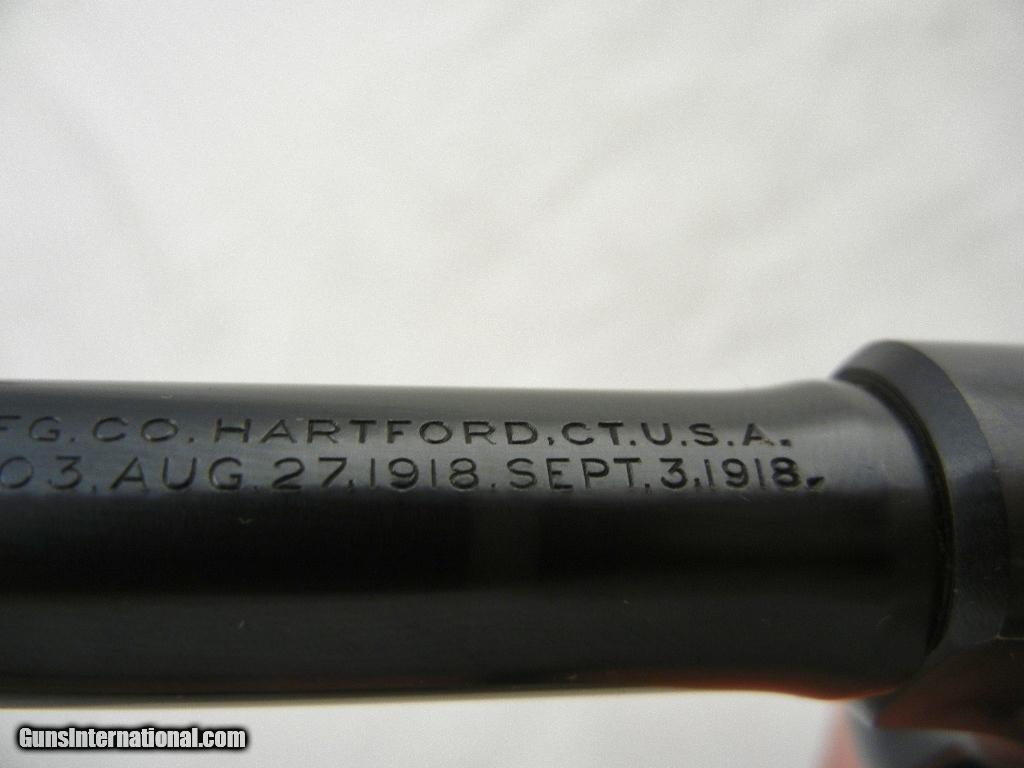 FG. CO. HARTFORD, CT. U.S.A.
03, AUG. 27, 1918. SEPT. 3, 1918.
GunsInternational.com